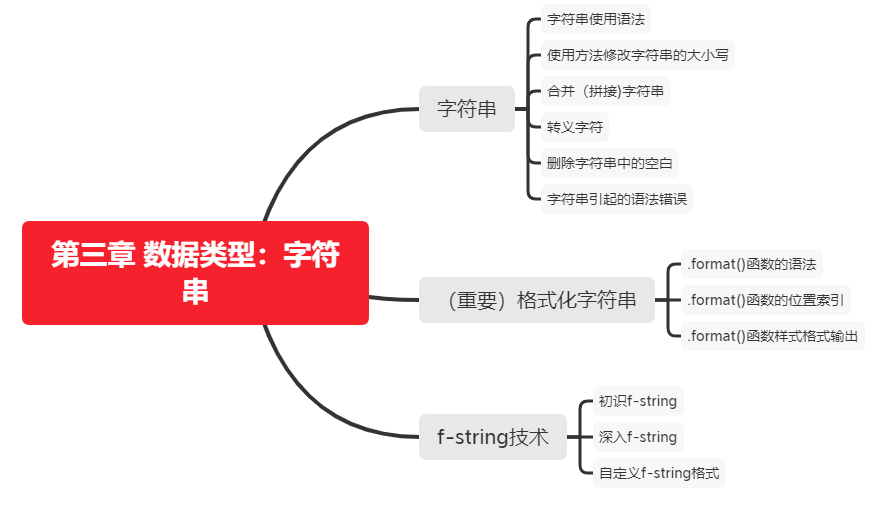 第三章 数据类型：字符
串
字符串
字符串使用语法
使用方法修改字符串的大小写
合并（拼接)字符串
转义字符
删除字符串中的空白
字符串引起的语法错误
（重要）格式化字符串
.format()函数的语法
.format()函数的位置索引
.format()函数样式格式输出
f-string技术
初识f-string
深入f-string
自定义f-string格式